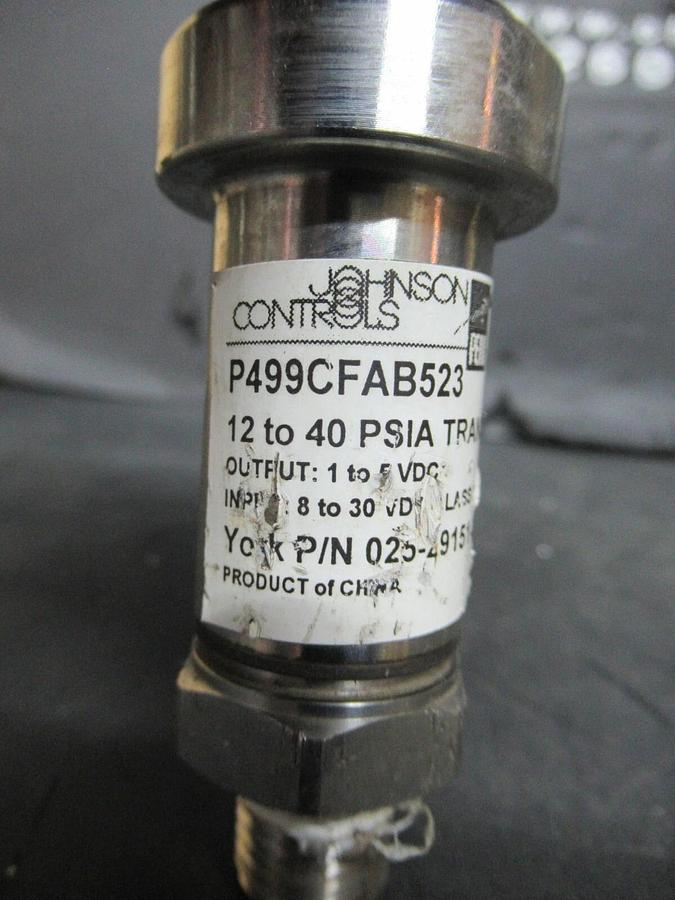 JOHNSON
CONTROLS
P499CFAB523
12 to 40 PSIA
OUTPUT: 1 to 5 VDC
8 to 30
York P/N
PRODUCT of CHINA